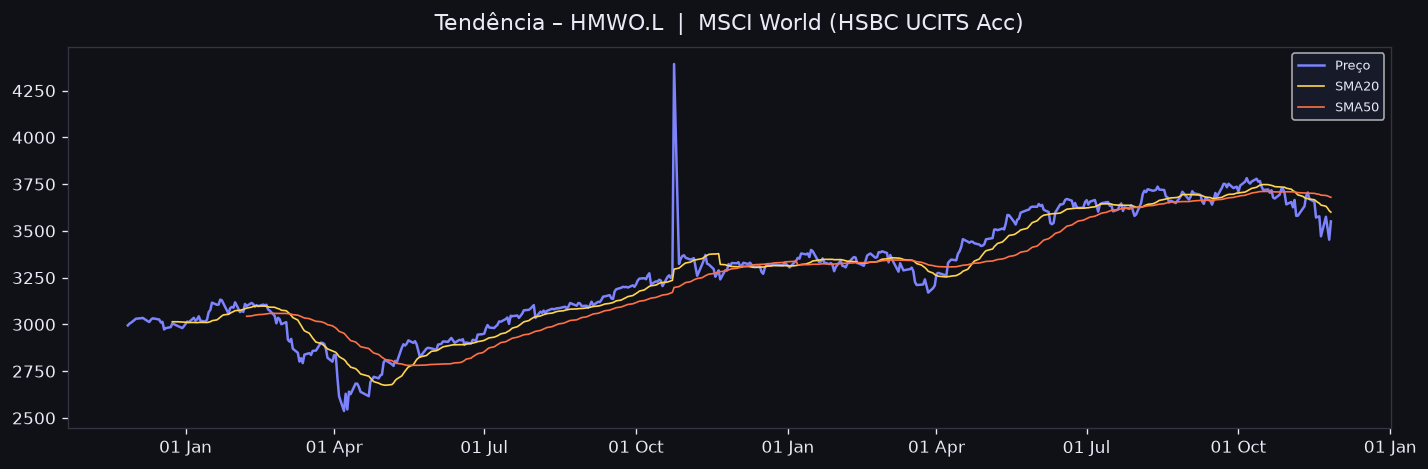 Tendência – HMWO.L | MSCI World (HSBC UCITS Acc)
Preço
SMA20
SMA50
4250
4000
3750
3500
3250
3000
2750
2500
01 Jan
01 Apr
01 Jul
01 Oct
01 Jan
01 Apr
01 Jul
01 Oct
01 Jan